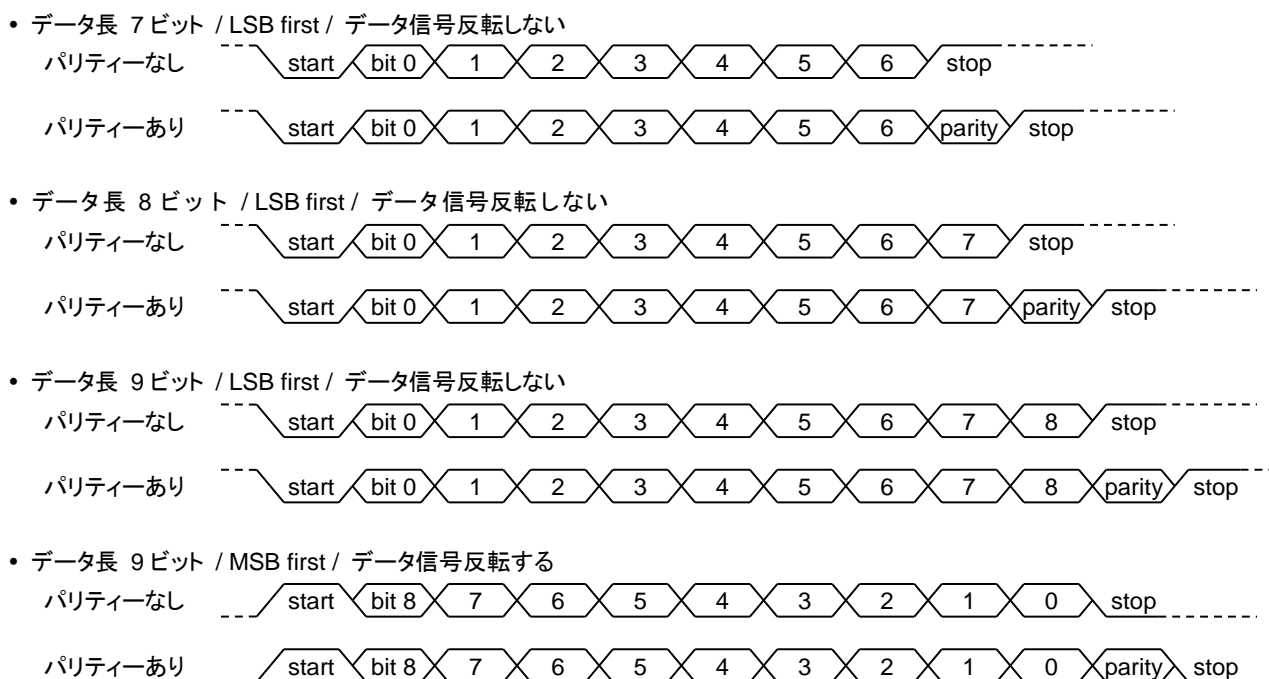 • データ長 7ビット / LSB first / データ信号反転しない
パリティーなし start bit 0 1 2 3 4 5 6 stop
パリティーあり start bit 0 1 2 3 4 5 6 parity stop
• データ長 8ビット / LSB first / データ信号反転しない
パリティーなし start bit 0 1 2 3 4 5 6 7 stop
パリティーあり start bit 0 1 2 3 4 5 6 7 parity stop
• データ長 9ビット / LSB first / データ信号反転しない
パリティーなし start bit 0 1 2 3 4 5 6 7 8 stop
パリティーあり start bit 0 1 2 3 4 5 6 7 8 parity stop
• データ長 9ビット / MSB first / データ信号反転する
パリティーなし start bit 8 7 6 5 4 3 2 1 0 stop
パリティーあり start bit 8 7 6 5 4 3 2 1 0 parity stop